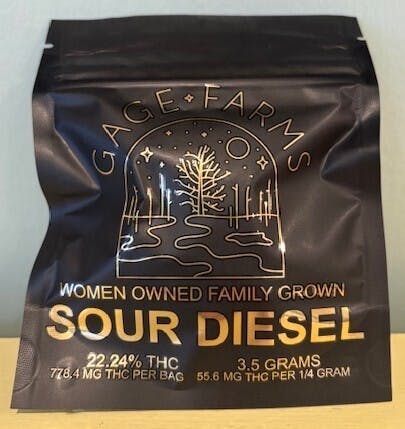 GAGE FARMS
WOMEN OWNED FAMILY GROWN
SOUR DIESEL
22.24% THC 3.5 GRAMS
778.4 MG THC PER BAG 55.6 MG THC PER 1/4 GRAM